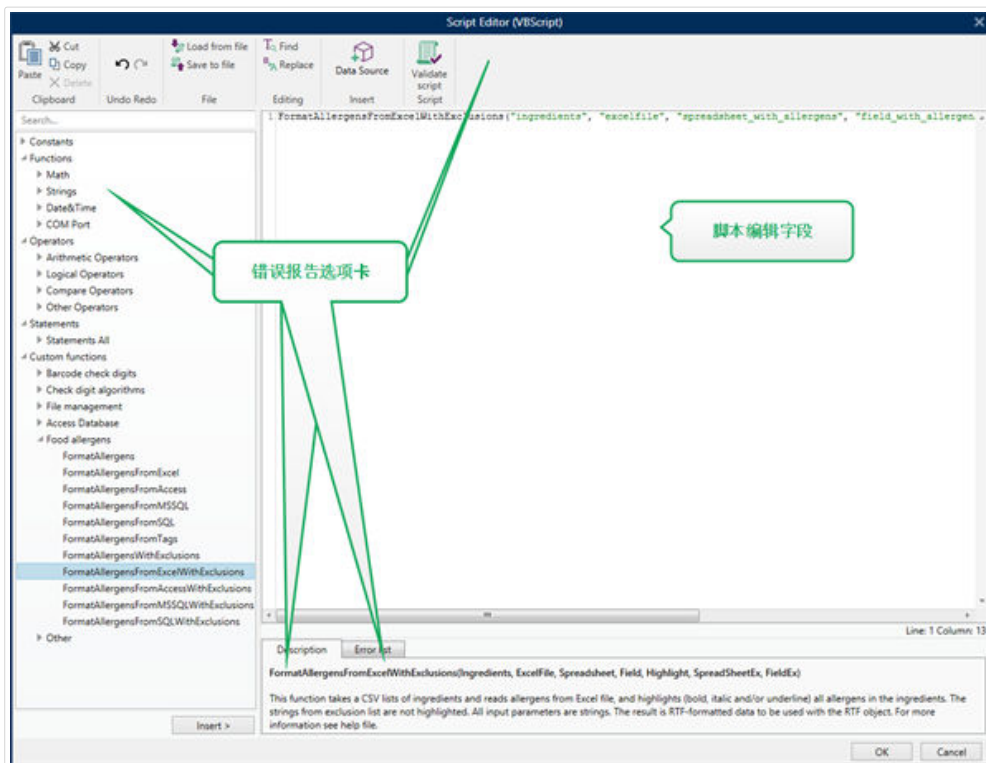 Script Editor (VBScript)
Paste
Cut
Copy
Delete
Clipboard
Undo Redo
Load from file
Save to file
File
Find
Replace
Editing
Data Source
Insert
Validate
script
Script
Search...
Constants
Functions
Math
Strings
Date&Time
COM Port
Operators
Arithmetic Operators
Logical Operators
Compare Operators
Other Operators
Statements
Statements All
Custom functions
Barcode check digits
Check digit algorithms
File management
Access Database
Food allergens
FormatAllergens
FormatAllergensFromExcel
FormatAllergensFromAccess
FormatAllergensFromMSSQL
FormatAllergensFromSQL
FormatAllergensFromTags
FormatAllergensWithExclusions
FormatAllergensFromExcelWithExclusions
FormatAllergensFromAccessWithExclusions
FormatAllergensFromMSSQLWithExclusions
FormatAllergensFromSQLWithExclusions
Other
Insert >
1 FormatAllergensFromExcelWithExclusions("ingredients", "excelfile", "spreadsheet_with_allergens", "field_with_allergen
错误报告选项卡
脚本编辑字段
Line: 1 Column: 13
Description
Error list
FormatAllergensFromExcelWithExclusions(Ingredients, ExcelFile, Spreadsheet, Field, Highlight, SpreadSheetEx, FieldEx)
This function takes a CSV lists of ingredients and reads allergens from Excel file, and highlights (bold, italic and/or underline) all allergens in the ingredients. The
strings from exclusion list are not highlighted. All input parameters are strings. The result is RTF-formatted data to be used with the RTF object. For more
information see help file.
OK
Cancel